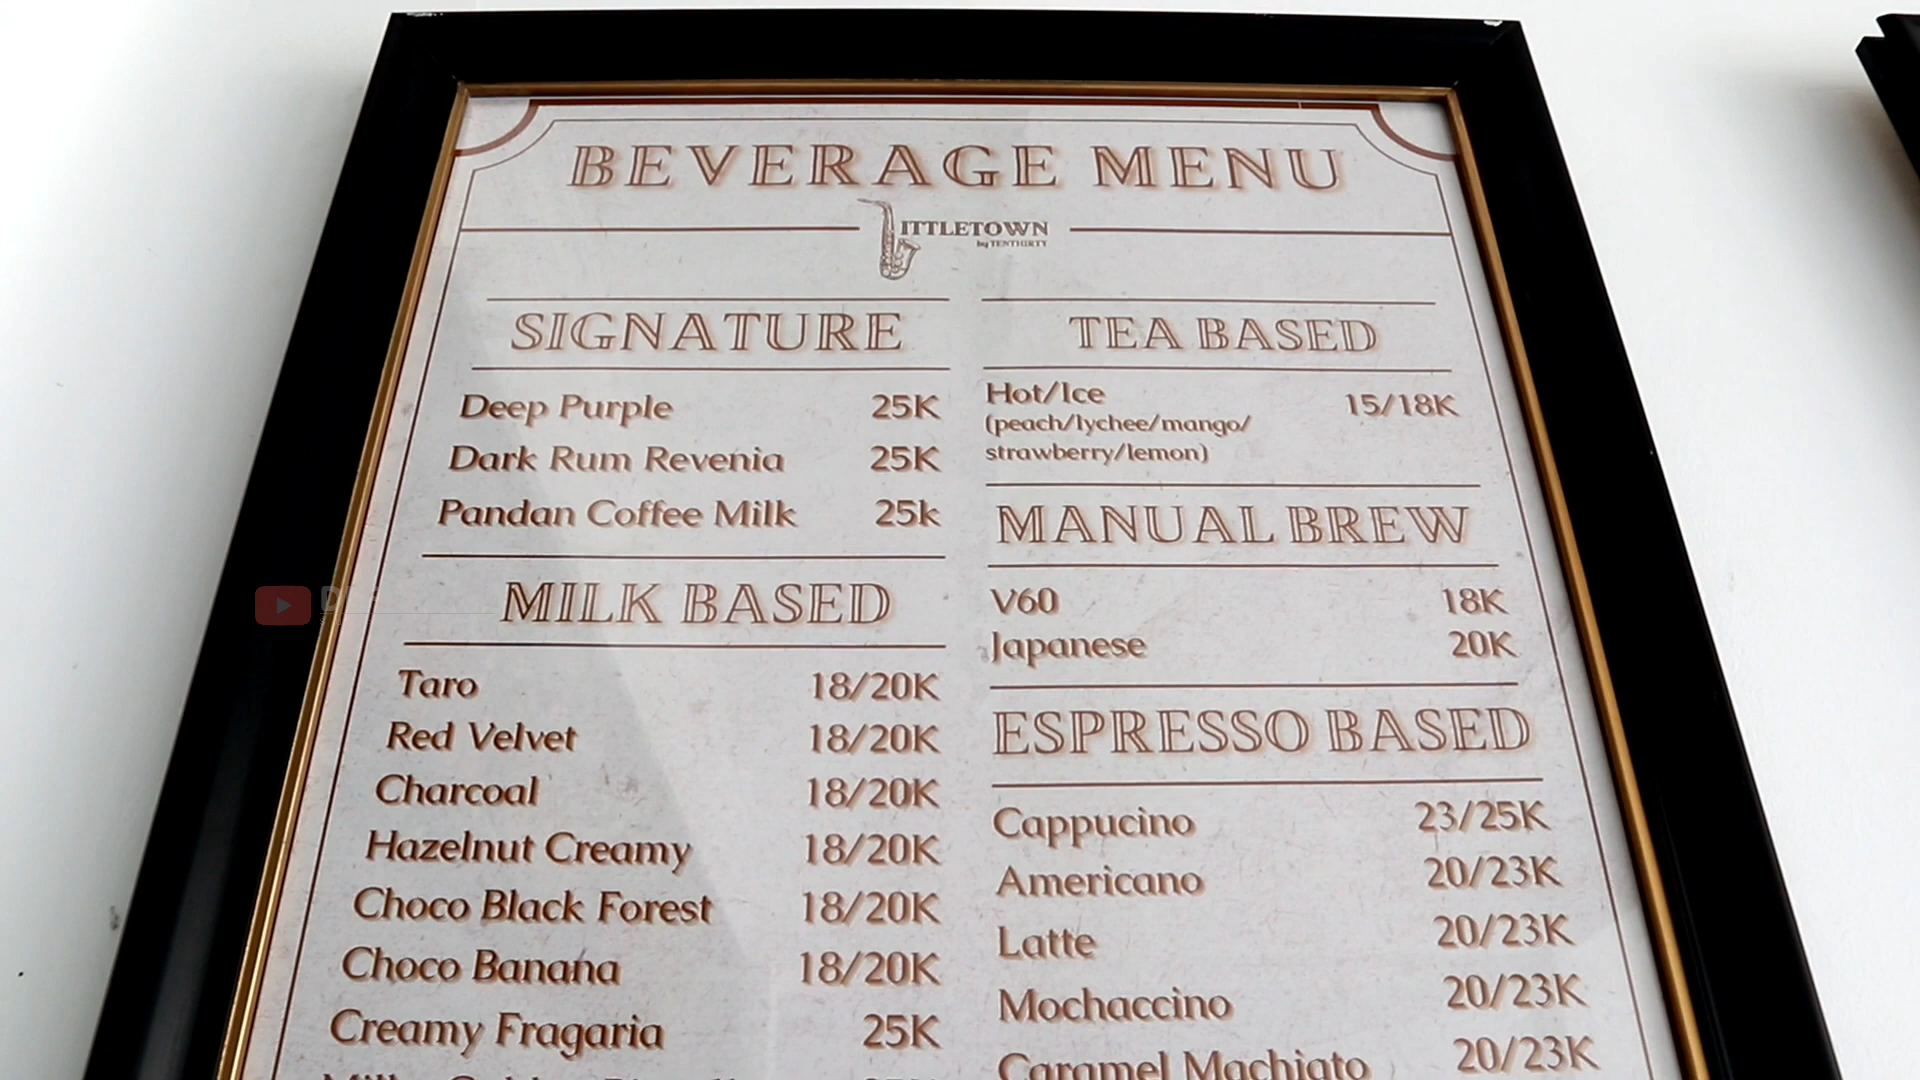 BEVERAGE MENU
ITTLETOWN
by TENTHIRTY
SIGNATURE
Deep Purple 25K
Dark Rum Revenia 25K
Pandan Coffee Milk 25k
MILK BASED
Taro 18/20K
Red Velvet 18/20K
Charcoal 18/20K
Hazelnut Creamy 18/20K
Choco Black Forest 18/20K
Choco Banana 18/20K
Creamy Fragaria 25K
TEA BASED
Hot/Ice 15/18K
(peach/lychee/mango/
strawberry/lemon)
MANUAL BREW
V60 18K
Japanese 20K
ESPRESSO BASED
Cappucino 23/25K
Americano 20/23K
Latte 20/23K
Mochaccino 20/23K
Caramel Machiato 20/23K